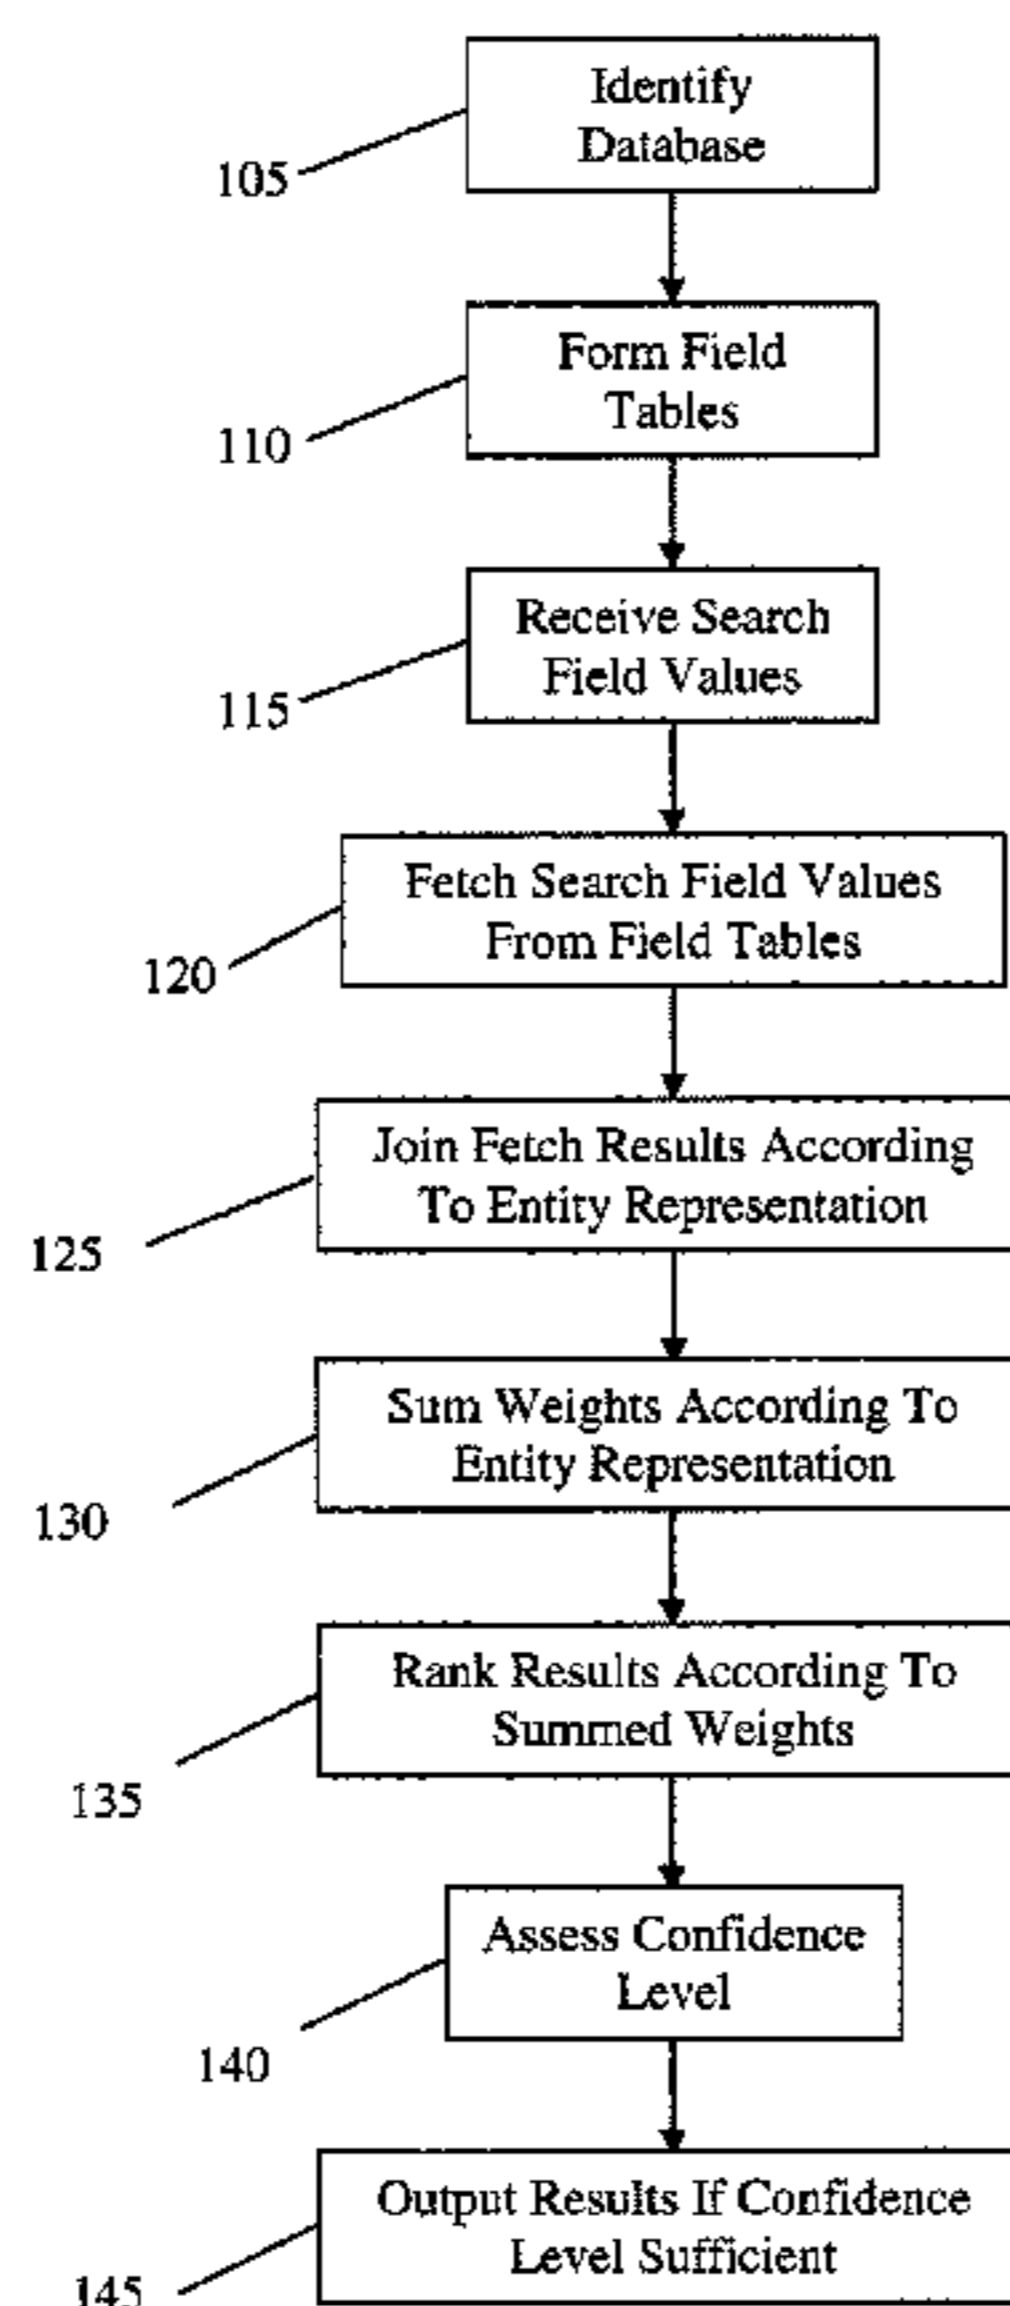 Identify
Database
105
Form Field
Tables
110
Receive Search
Field Values
115
Fetch Search Field Values
From Field Tables
120
Join Fetch Results According
To Entity Representation
125
Sum Weights According To
Entity Representation
130
Rank Results According To
Summed Weights
135
Assess Confidence
Level
140
Output Results If Confidence
Level Sufficient
145